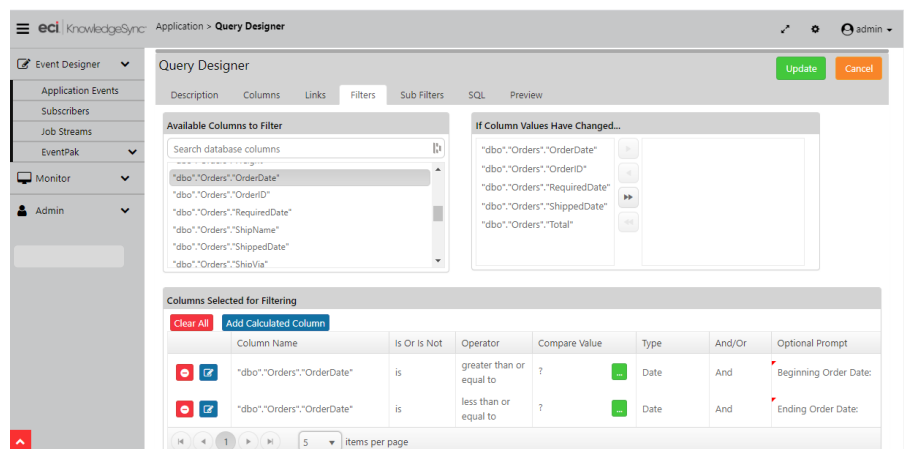 eci KnowledgeSync
Application > Query Designer
admin
Event Designer
Application Events
Subscribers
Job Streams
EventPak
Monitor
Admin
Query Designer
Update
Cancel
Description
Columns
Links
Filters
Sub Filters
SQL
Preview
Available Columns to Filter
Search database columns
"dbo"."Orders"."OrderDate"
"dbo"."Orders"."OrderID"
"dbo"."Orders"."RequiredDate"
"dbo"."Orders"."ShipName"
"dbo"."Orders"."ShippedDate"
"dbo"."Orders"."ShipVia"
If Column Values Have Changed...
"dbo"."Orders"."OrderDate"
"dbo"."Orders"."OrderID"
"dbo"."Orders"."RequiredDate"
"dbo"."Orders"."ShippedDate"
"dbo"."Orders"."Total"
Columns Selected for Filtering
Clear All
Add Calculated Column
Column Name
Is Or Is Not
Operator
Compare Value
Type
And/Or
Optional Prompt
"dbo"."Orders"."OrderDate"
is
greater than or
equal to
?
...
Date
And
Beginning Order Date:
"dbo"."Orders"."OrderDate"
is
less than or
equal to
?
...
Date
And
Ending Order Date:
1
5
items per page